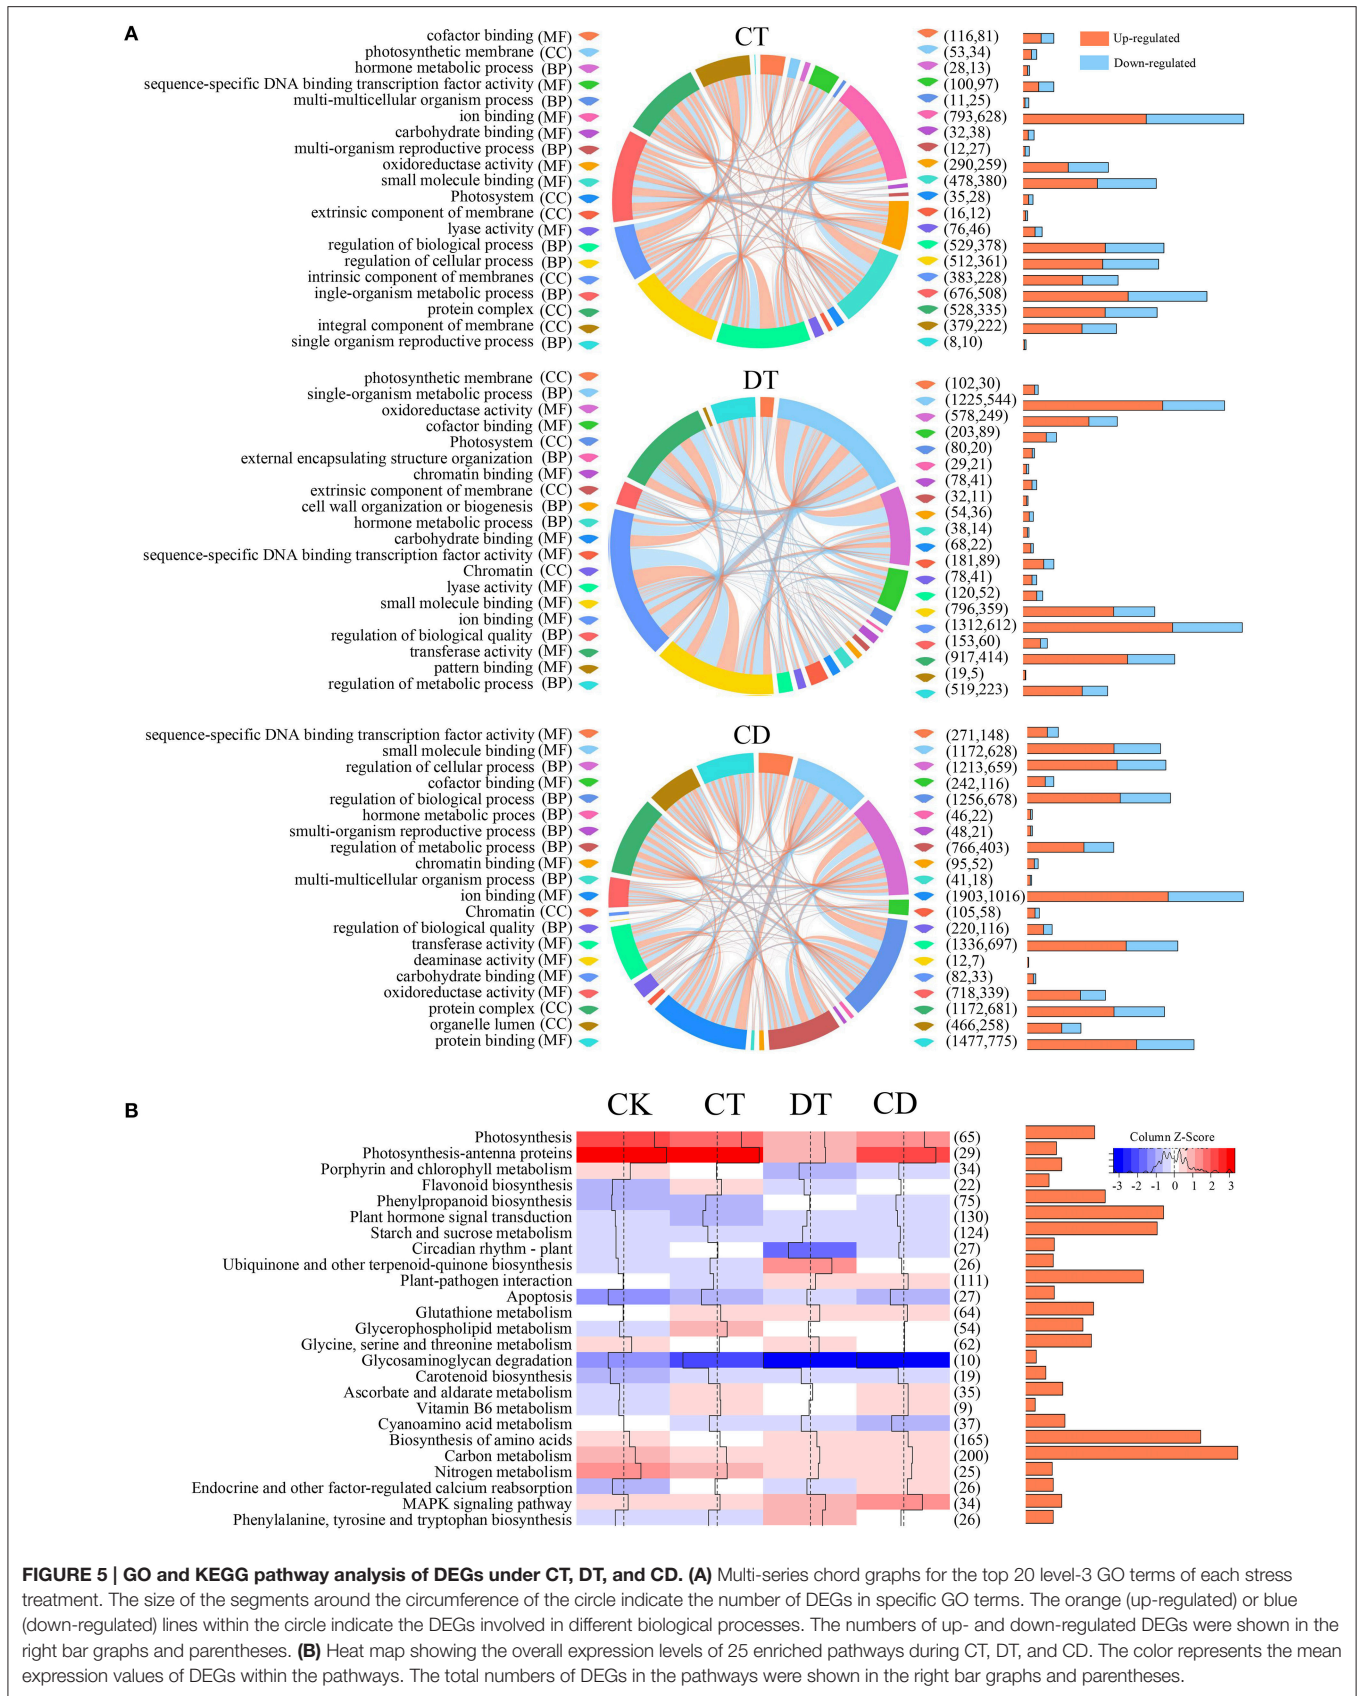 A
CT
cofactor binding (MF) (116,81)
photosynthetic membrane (CC) (53,34)
hormone metabolic process (BP) (28,13)
sequence-specific DNA binding transcription factor activity (MF) (100,97)
multi-multicellular organism process (BP) (11,25)
ion binding (MF) (793,628)
carbohydrate binding (MF) (32,38)
multi-organism reproductive process (BP) (12,27)
oxidoreductase activity (MF) (290,259)
small molecule binding (MF) (478,380)
Photosystem (CC) (35,28)
extrinsic component of membrane (CC) (16,12)
lyase activity (MF) (76,46)
regulation of biological process (BP) (529,378)
regulation of cellular process (BP) (512,361)
intrinsic component of membranes (CC) (383,228)
ingle-organism metabolic process (BP) (676,508)
protein complex (CC) (528,335)
integral component of membrane (CC) (379,222)
single organism reproductive process (BP) (8,10)
Up-regulated
Down-regulated
DT
photosynthetic membrane (CC) (102,30)
single-organism metabolic process (BP) (1225,544)
oxidoreductase activity (MF) (578,249)
cofactor binding (MF) (203,89)
Photosystem (CC) (80,20)
external encapsulating structure organization (BP) (29,21)
chromatin binding (MF) (78,41)
extrinsic component of membrane (CC) (32,11)
cell wall organization or biogenesis (BP) (54,36)
hormone metabolic process (BP) (38,14)
carbohydrate binding (MF) (68,22)
sequence-specific DNA binding transcription factor activity (MF) (181,89)
Chromatin (CC) (78,41)
lyase activity (MF) (120,52)
small molecule binding (MF) (796,359)
ion binding (MF) (1312,612)
regulation of biological quality (BP) (153,60)
transferase activity (MF) (917,414)
pattern binding (MF) (19,5)
regulation of metabolic process (BP) (519,223)
CD
sequence-specific DNA binding transcription factor activity (MF) (271,148)
small molecule binding (MF) (1172,628)
regulation of cellular process (BP) (1213,659)
cofactor binding (MF) (242,116)
regulation of biological process (BP) (1256,678)
hormone metabolic proces (BP) (46,22)
smulti-organism reproductive process (BP) (48,21)
regulation of metabolic process (BP) (766,403)
chromatin binding (MF) (95,52)
multi-multicellular organism process (BP) (41,18)
ion binding (MF) (1903,1016)
Chromatin (CC) (105,58)
regulation of biological quality (BP) (220,116)
transferase activity (MF) (1336,697)
deaminase activity (MF) (12,7)
carbohydrate binding (MF) (82,33)
oxidoreductase activity (MF) (718,339)
protein complex (CC) (1172,681)
organelle lumen (CC) (466,258)
protein binding (MF) (1477,775)
B
CK CT DT CD
Photosynthesis (65)
Photosynthesis-antenna proteins (29)
Porphyrin and chlorophyll metabolism (34)
Flavonoid biosynthesis (22)
Phenylpropanoid biosynthesis (75)
Plant hormone signal transduction (130)
Starch and sucrose metabolism (124)
Circadian rhythm - plant (27)
Ubiquinone and other terpenoid-quinone biosynthesis (26)
Plant-pathogen interaction (111)
Apoptosis (27)
Glutathione metabolism (64)
Glycerophospholipid metabolism (54)
Glycine, serine and threonine metabolism (62)
Glycosaminoglycan degradation (10)
Carotenoid biosynthesis (19)
Ascorbate and aldarate metabolism (35)
Vitamin B6 metabolism (9)
Cyanoamino acid metabolism (37)
Biosynthesis of amino acids (165)
Carbon metabolism (200)
Nitrogen metabolism (25)
Endocrine and other factor-regulated calcium reabsorption (26)
MAPK signaling pathway (34)
Phenylalanine, tyrosine and tryptophan biosynthesis (26)
Column Z-Score
-3 -2 -1 0 1 2 3
FIGURE 5 | GO and KEGG pathway analysis of DEGs under CT, DT, and CD. (A) Multi-series chord graphs for the top 20 level-3 GO terms of each stress
treatment. The size of the segments around the circumference of the circle indicate the number of DEGs in specific GO terms. The orange (up-regulated) or blue
(down-regulated) lines within the circle indicate the DEGs involved in different biological processes. The numbers of up- and down-regulated DEGs were shown in the
right bar graphs and parentheses. (B) Heat map showing the overall expression levels of 25 enriched pathways during CT, DT, and CD. The color represents the mean
expression values of DEGs within the pathways. The total numbers of DEGs in the pathways were shown in the right bar graphs and parentheses.